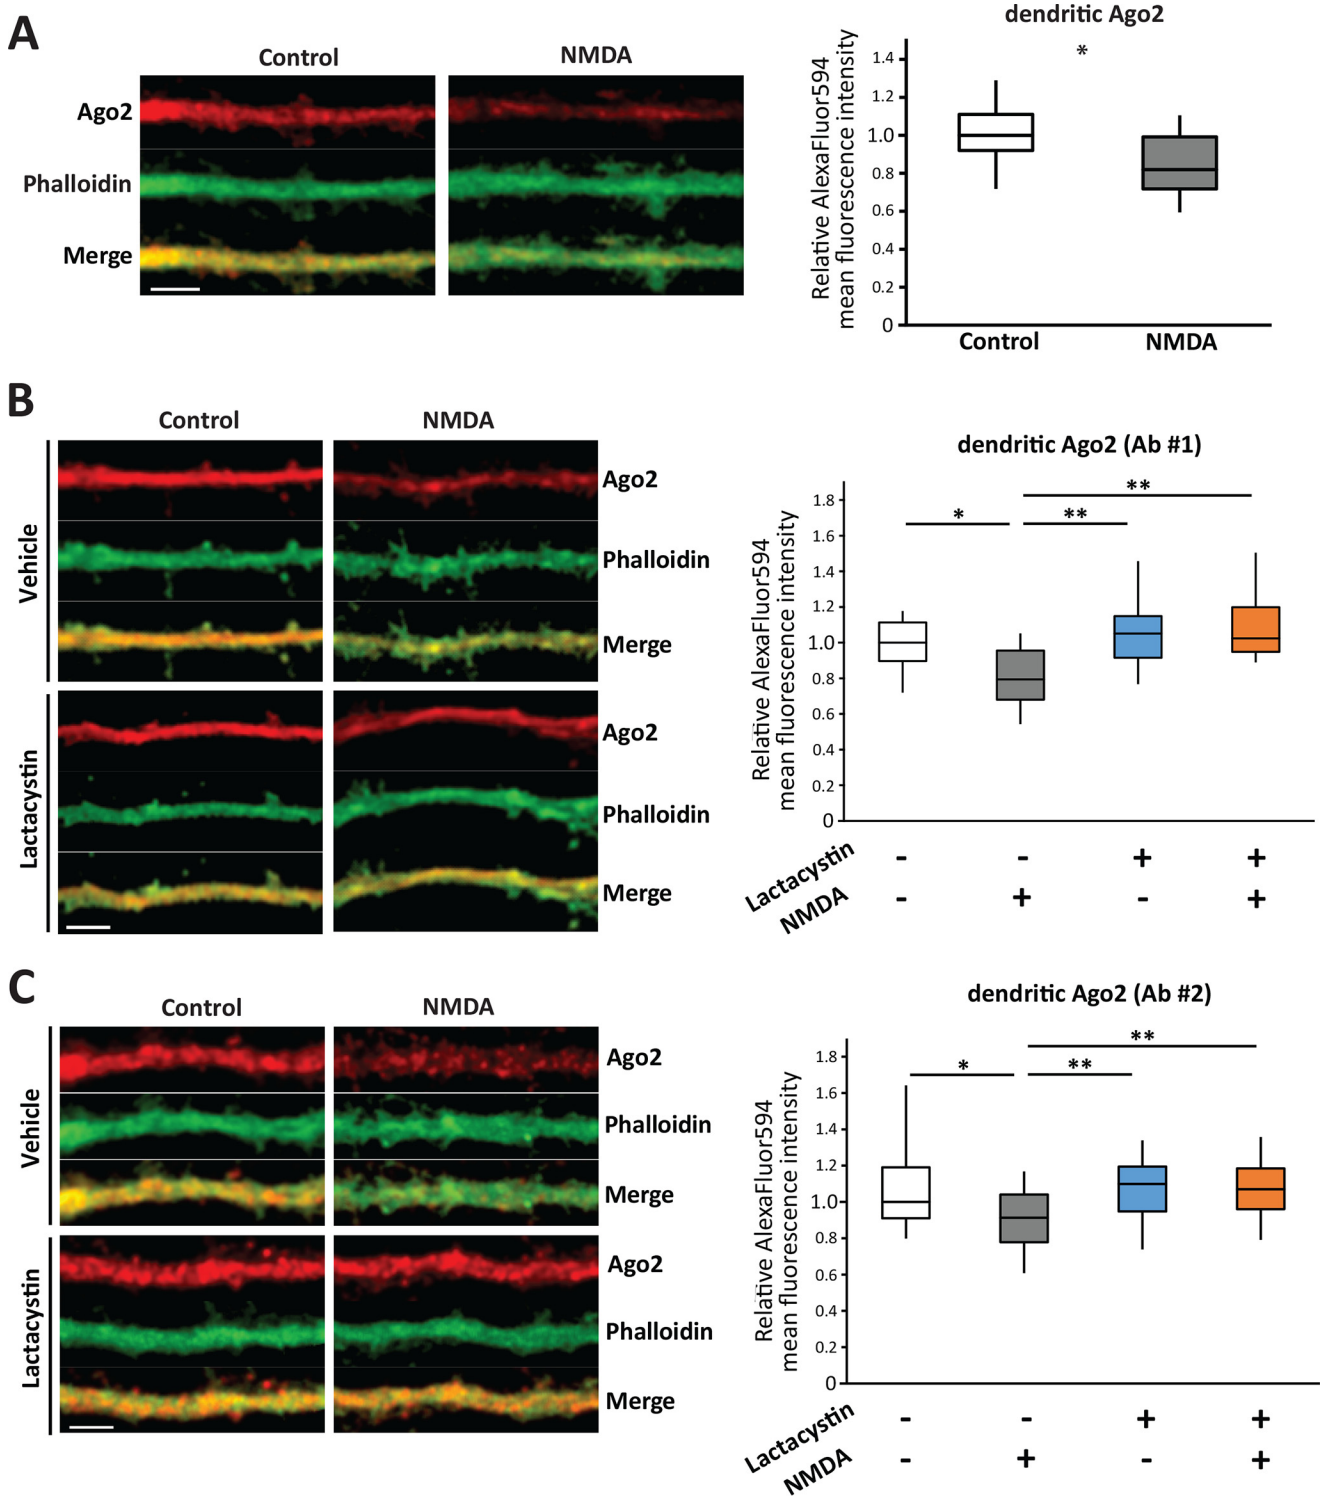 A
Control
NMDA
Ago2
Phalloidin
Merge
dendritic Ago2
*
Relative AlexaFluor594
mean fluorescence intensity
1.4
1.2
1.0
0.8
0.6
0.4
0.2
0
Control
NMDA
B
Control
NMDA
Vehicle
Ago2
Phalloidin
Merge
Lactacystin
Ago2
Phalloidin
Merge
dendritic Ago2 (Ab #1)
**
* **
Relative AlexaFluor594
mean fluorescence intensity
1.8
1.6
1.4
1.2
1.0
0.8
0.6
0.4
0.2
0
Lactacystin - - + +
NMDA - + - +
C
Control
NMDA
Vehicle
Ago2
Phalloidin
Merge
Lactacystin
Ago2
Phalloidin
Merge
dendritic Ago2 (Ab #2)
**
* **
Relative AlexaFluor594
mean fluorescence intensity
1.8
1.6
1.4
1.2
1.0
0.8
0.6
0.4
0.2
0
Lactacystin - - + +
NMDA - + - +